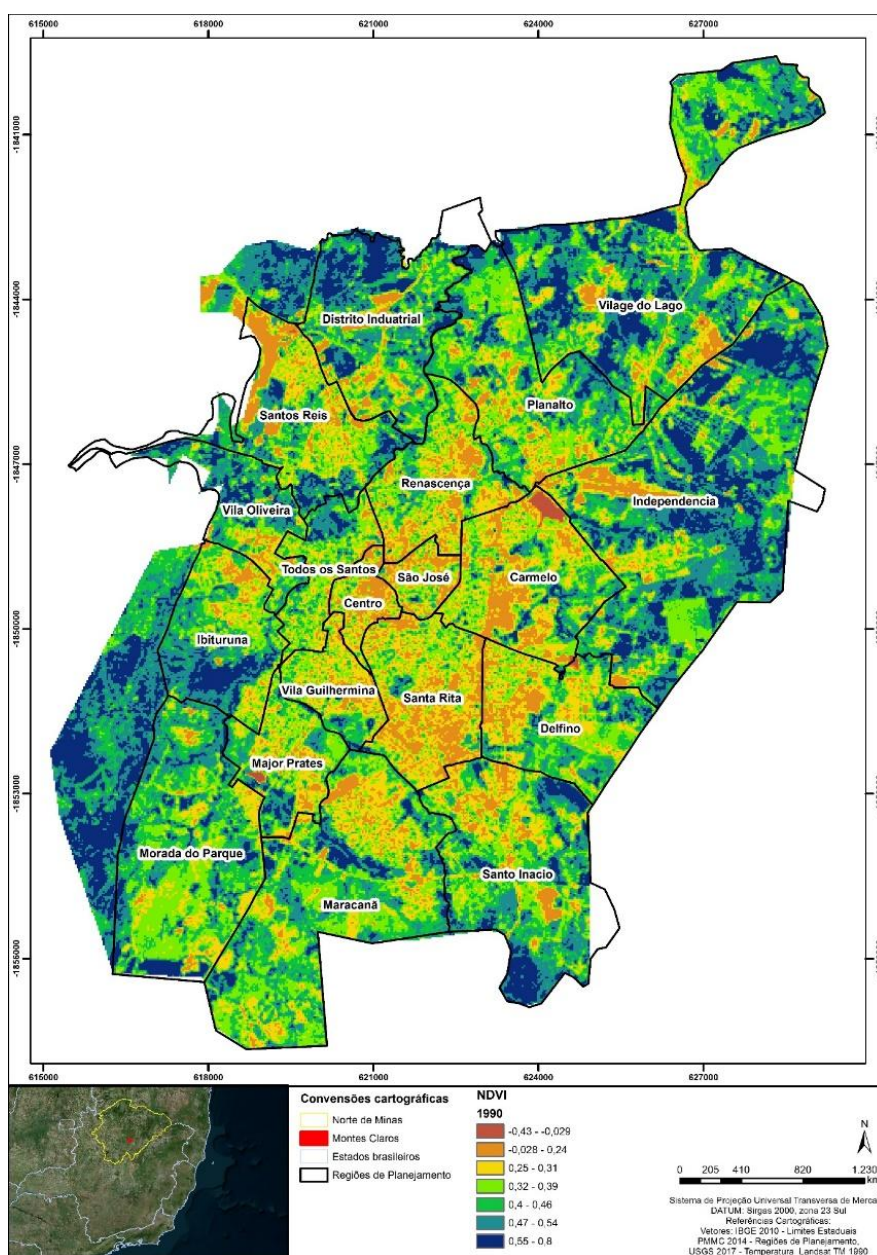 615000 618000 621000 624000 627000
-1841000
Vilage do Lago
-1844000
Distrito Induatrial
Planalto
Santos Reis
-1847000
Renascença
Independencia
Vila Oliveira
Todos os Santos
São José
Carmelo
Centro
-1850000
Ibituruna
Vila Guilhermina
Santa Rita
Delfino
Major Prates
-1853000
Morada do Parque
Santo Inacio
Maracanã
-1856000
615000 618000 621000 624000 627000
Convensões cartográficas
Norte de Minas
Montes Claros
Estados brasileiros
Regiões de Planejamento
NDVI
1990
-0,43 - -0,029
-0,028 - 0,24
0,25 - 0,31
0,32 - 0,39
0,4 - 0,46
0,47 - 0,54
0,55 - 0,8
N
0 205 410 820 1.230
km
Sistema de Projeção Universal Transversa de Merca
DATUM: Sirgas 2000, zona 23 Sul
Referências Cartográficas:
Vetores: IBGE 2010 - Limites Estaduais
PMMC 2014 - Regiões de Planejamento,
USGS 2017 - Temperatura, Landsat TM 1990